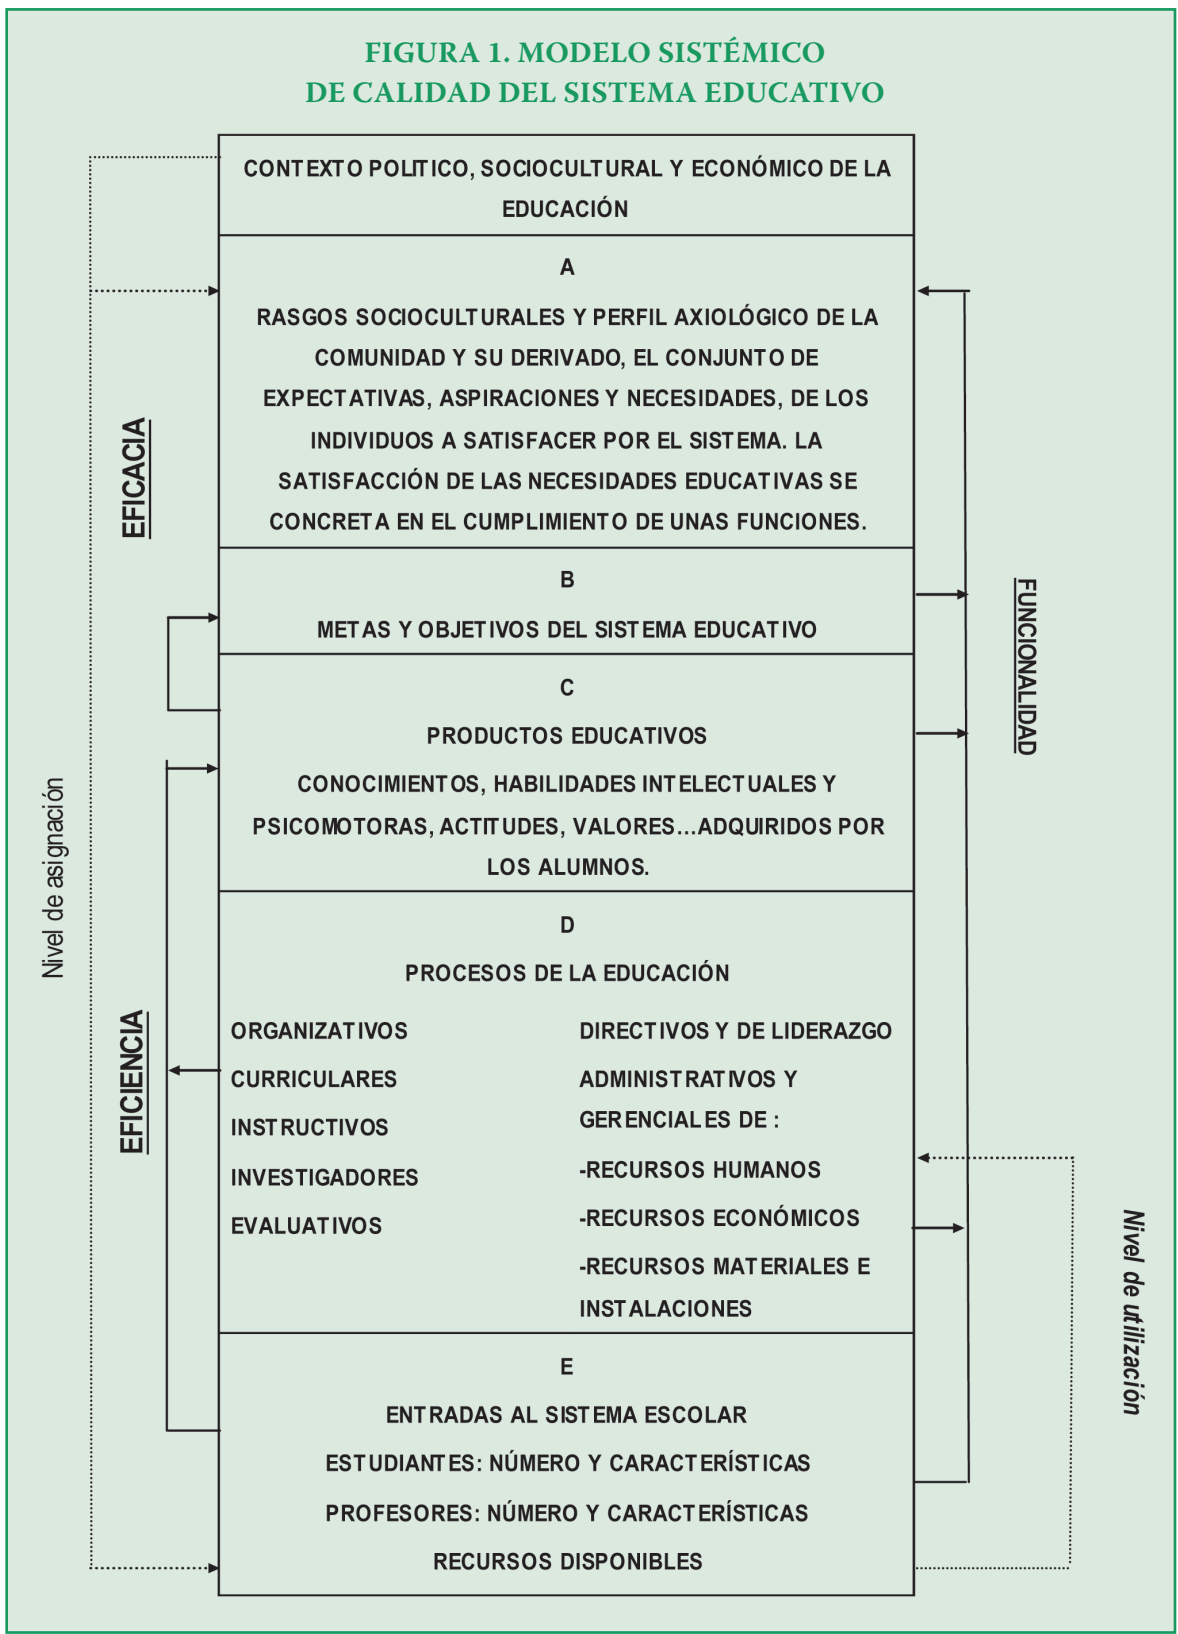 FIGURA 1. MODELO SISTÉMICO
DE CALIDAD DEL SISTEMA EDUCATIVO
CONTEXTO POLITICO, SOCIOCULTURAL Y ECONÓMICO DE LA
EDUCACIÓN
A
RASGOS SOCIOCULTURALES Y PERFIL AXIOLÓGICO DE LA
COMUNIDAD Y SU DERIVADO, EL CONJUNTO DE
EXPECTATIVAS, ASPIRACIONES Y NECESIDADES, DE LOS
INDIVIDUOS A SATISFACER POR EL SISTEMA. LA
SATISFACCIÓN DE LAS NECESIDADES EDUCATIVAS SE
CONCRETA EN EL CUMPLIMIENTO DE UNAS FUNCIONES.
EFICACIA
B
METAS Y OBJETIVOS DEL SISTEMA EDUCATIVO
FUNCIONALIDAD
C
PRODUCTOS EDUCATIVOS
CONOCIMIENTOS, HABILIDADES INTELECTUALES Y
PSICOMOTORAS, ACTITUDES, VALORES...ADQUIRIDOS POR
LOS ALUMNOS.
Nivel de asignación
D
PROCESOS DE LA EDUCACIÓN
ORGANIZATIVOS
CURRICULARES
INSTRUCTIVOS
INVESTIGADORES
EVALUATIVOS
DIRECTIVOS Y DE LIDERAZGO
ADMINISTRATIVOS Y
GERENCIALES DE :
-RECURSOS HUMANOS
-RECURSOS ECONÓMICOS
-RECURSOS MATERIALES E
INSTALACIONES
EFICIENCIA
Nivel de utilización
E
ENTRADAS AL SISTEMA ESCOLAR
ESTUDIANTES: NÚMERO Y CARACTERÍSTICAS
PROFESORES: NÚMERO Y CARACTERÍSTICAS
RECURSOS DISPONIBLES